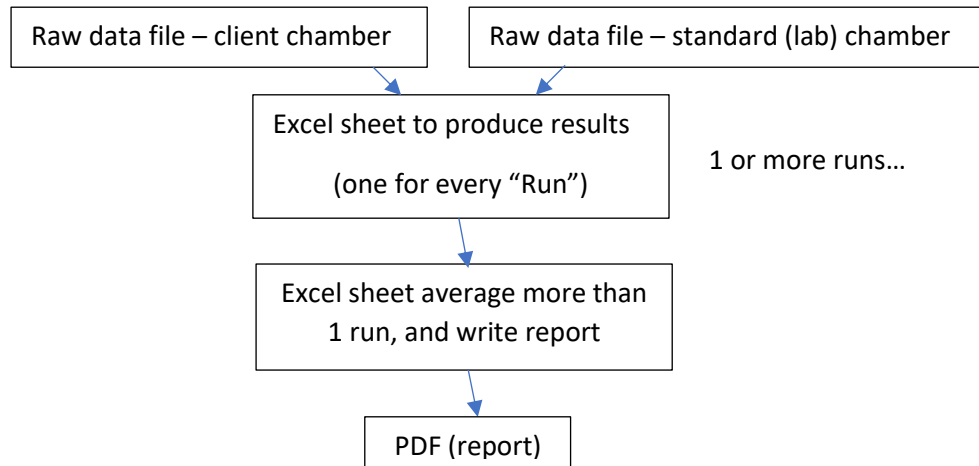 Raw data file – client chamber
Raw data file – standard (lab) chamber
Excel sheet to produce results
(one for every “Run”)
1 or more runs…
Excel sheet average more than
1 run, and write report
PDF (report)